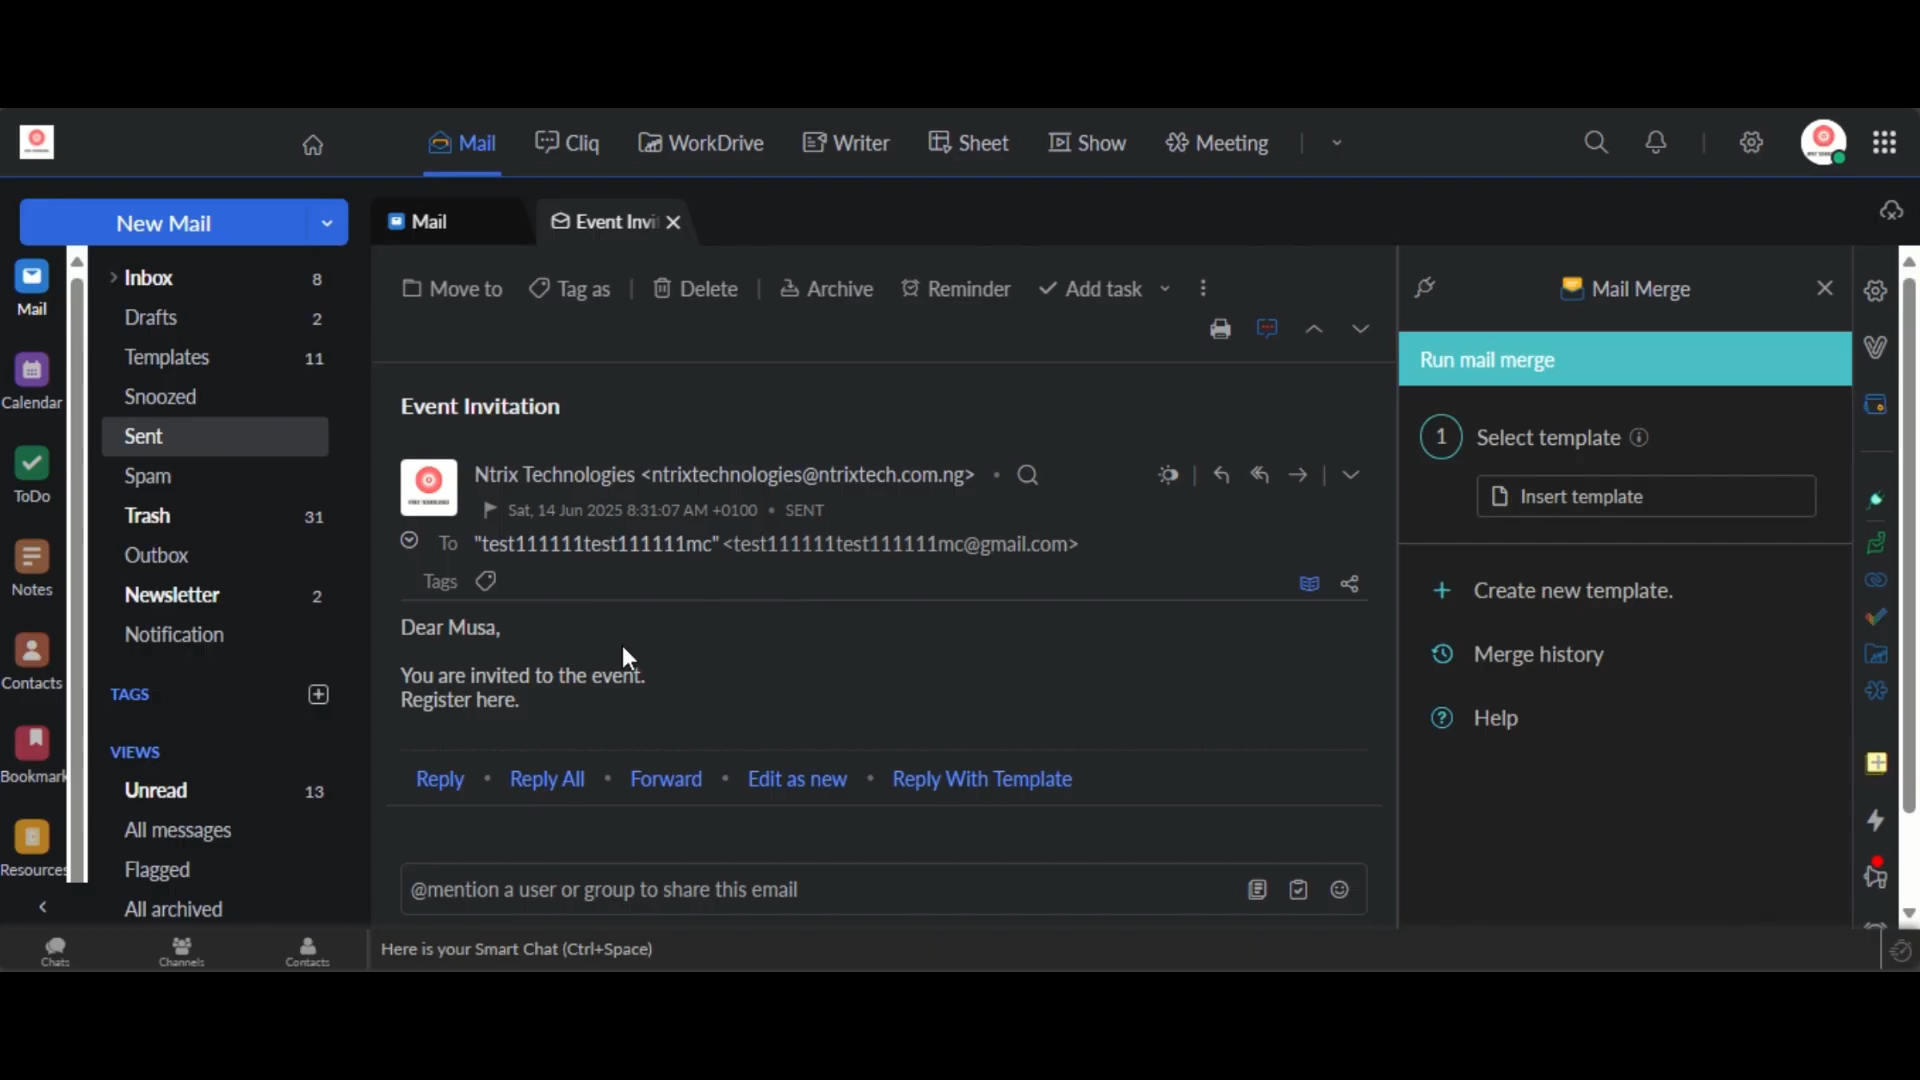 Mail
Cliq
WorkDrive
Writer
Sheet
Show
Meeting
New Mail
Mail
Event Invi
Mail
Calendar
ToDo
Notes
Contacts
Bookmark
Resources
Inbox 8
Drafts 2
Templates 11
Snoozed
Sent
Spam
Trash 31
Outbox
Newsletter 2
Notification
TAGS
VIEWS
Unread 13
All messages
Flagged
All archived
Move to
Tag as
Delete
Archive
Reminder
Add task
Event Invitation
Ntrix Technologies <ntrixtechnologies@ntrixtech.com.ng>
Sat, 14 Jun 2025 8:31:07 AM +0100 • SENT
To "test111111test111111mc" <test111111test111111mc@gmail.com>
Tags
Dear Musa,
You are invited to the event.
Register here.
Reply • Reply All • Forward • Edit as new • Reply With Template
@mention a user or group to share this email
Mail Merge
Run mail merge
1 Select template
Insert template
Create new template.
Merge history
Help
Chats
Channels
Contacts
Here is your Smart Chat (Ctrl+Space)